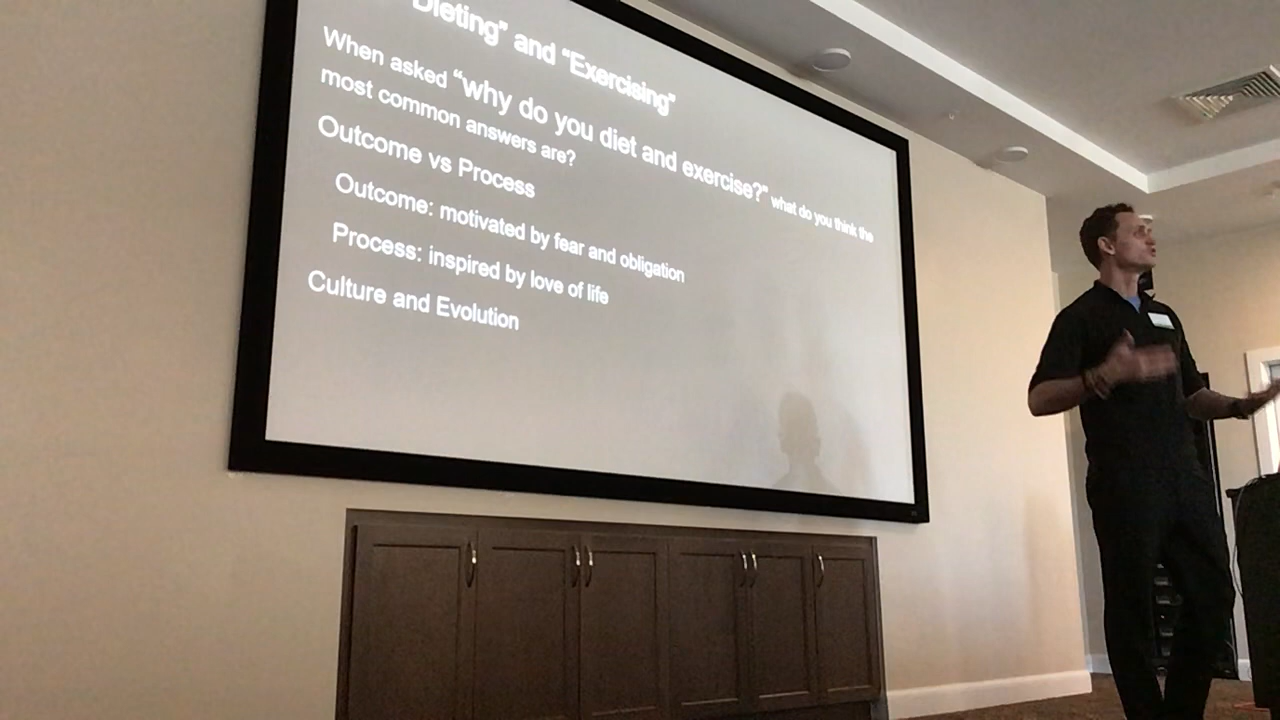 "Dieting" and "Exercising"
When asked "why do you diet and exercise?" what do you think the
most common answers are?
Outcome vs Process
Outcome: motivated by fear and obligation
Process: inspired by love of life
Culture and Evolution